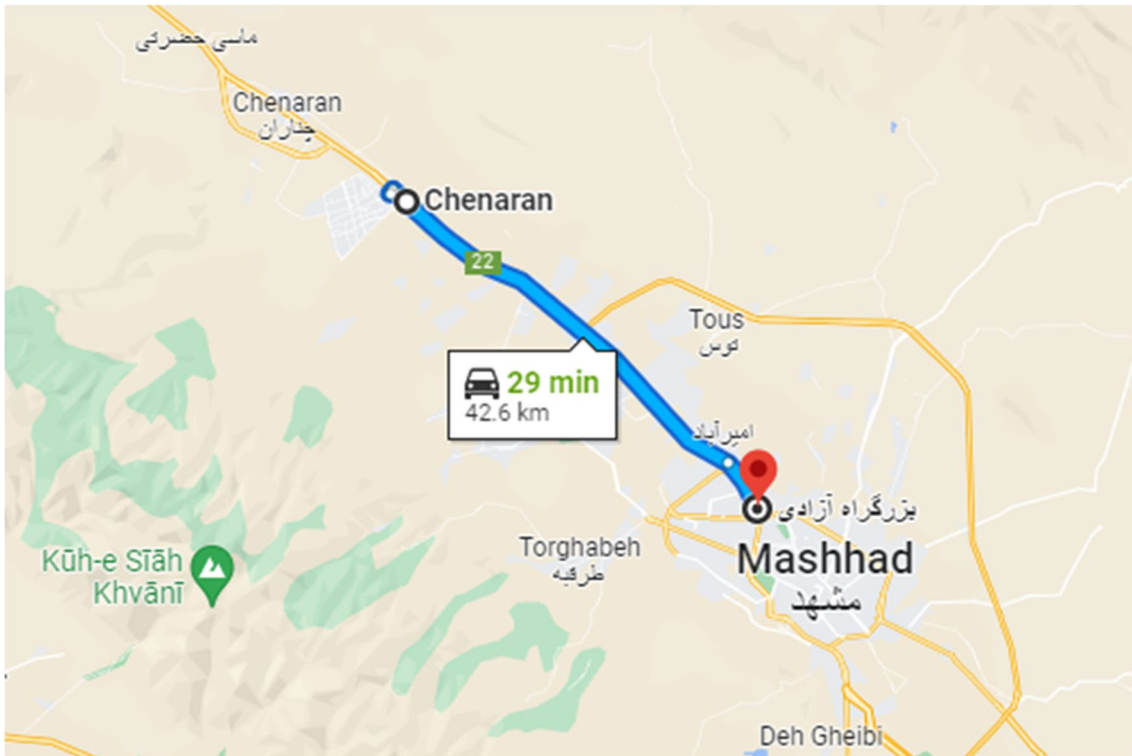 ماسی حضرتی
Chenaran
چناران
Chenaran
22
Tous
توس
29 min
42.6 km
امیرآباد
بزرگراه آزادی
Torghabeh
طرقبه
Mashhad
مشهد
Kūh-e Sīāh
Khvānī
Deh Gheibi